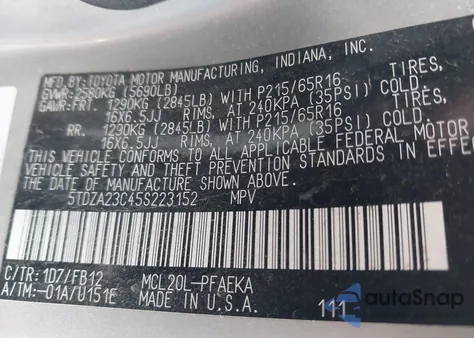 MFD.BY:TOYOTA MOTOR MANUFACTURING, INDIANA, INC.
GVWR:2580KG (5690LB)
GAWR:FRT. 1290KG (2845LB) WITH P215/65R16 TIRES,
16X6.5JJ RIMS, AT 240KPA (35PSI) COLD.
RR. 1290KG (2845LB) WITH P215/65R16 TIRES,
16X6.5JJ RIMS, AT 240KPA (35PSI) COLD.
THIS VEHICLE CONFORMS TO ALL APPLICABLE FEDERAL MOTOR
VEHICLE SAFETY AND THEFT PREVENTION STANDARDS IN
EFFECT ON THE DATE OF MANUFACTURE SHOWN ABOVE.
5TDZA23C45S223152 MPV
C/TR:1D7/FB12 MCL20L-PFAEKA
A/TM:-01A/U151E MADE IN U.S.A. 111
autoSnap